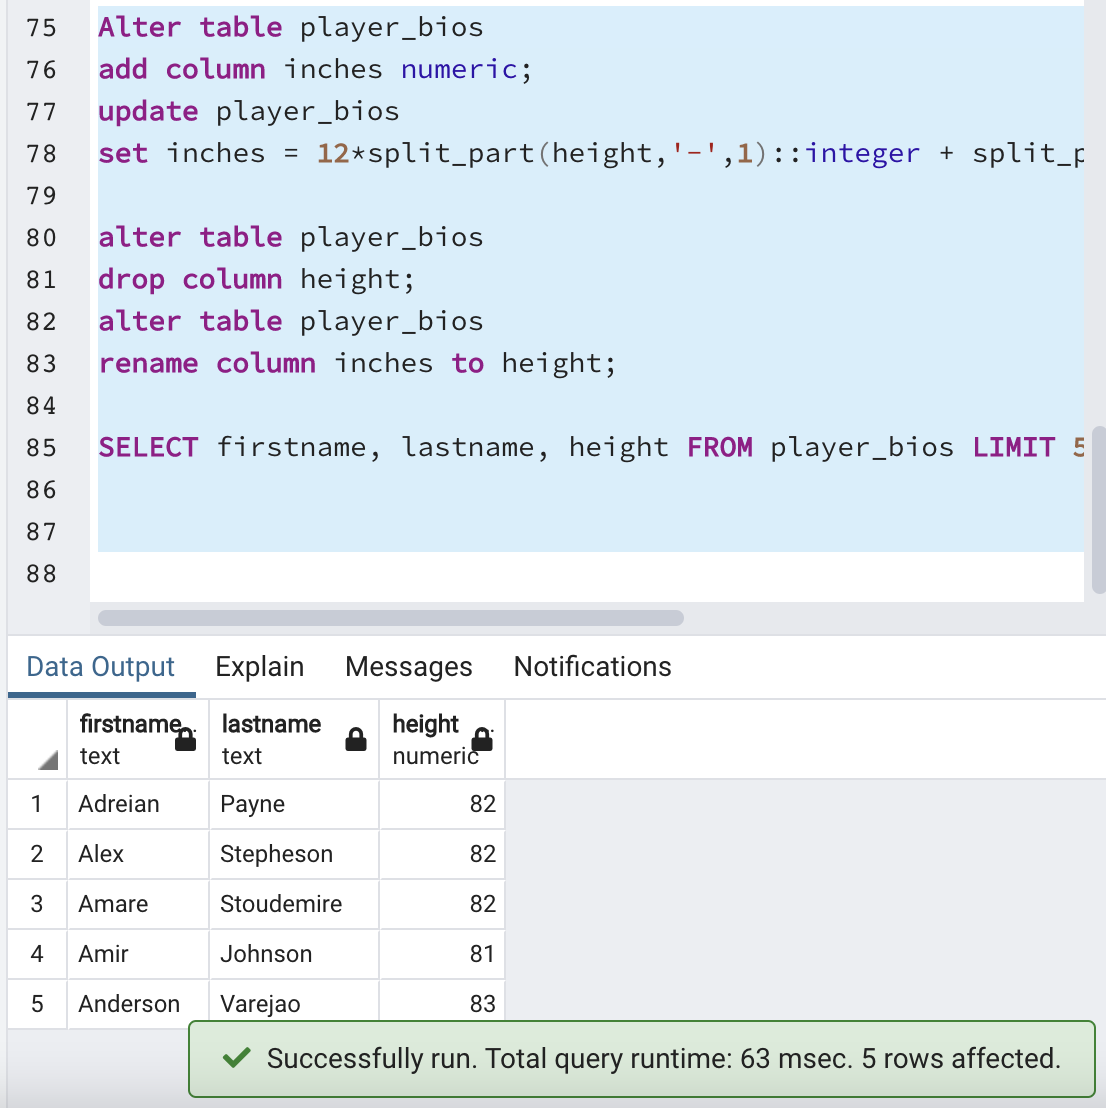 75 Alter table player_bios
76 add column inches numeric;
77 update player_bios
78 set inches = 12*split_part(height,'-',1)::integer + split_p
79
80 alter table player_bios
81 drop column height;
82 alter table player_bios
83 rename column inches to height;
84
85 SELECT firstname, lastname, height FROM player_bios LIMIT 5
86
87
88
Data Output Explain Messages Notifications
firstname lastname height
text text numeric
1 Adreian Payne 82
2 Alex Stepheson 82
3 Amare Stoudemire 82
4 Amir Johnson 81
5 Anderson Varejao 83
Successfully run. Total query runtime: 63 msec. 5 rows affected.